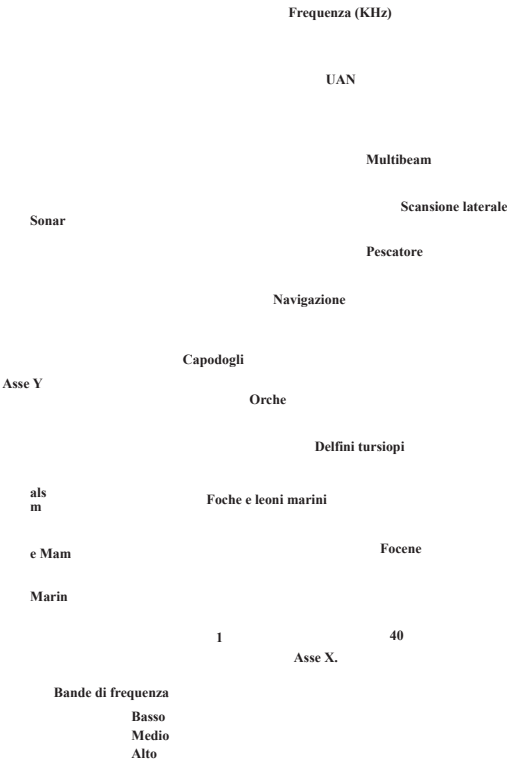 Frequenza (KHz)
UAN
Multibeam
Scansione laterale
Sonar
Pescatore
Navigazione
Capodogli
Asse Y
Orche
Delfini tursiopi
als
m
Foche e leoni marini
Focene
e Mam
Marin
1
40
Asse X.
Bande di frequenza
Basso
Medio
Alto